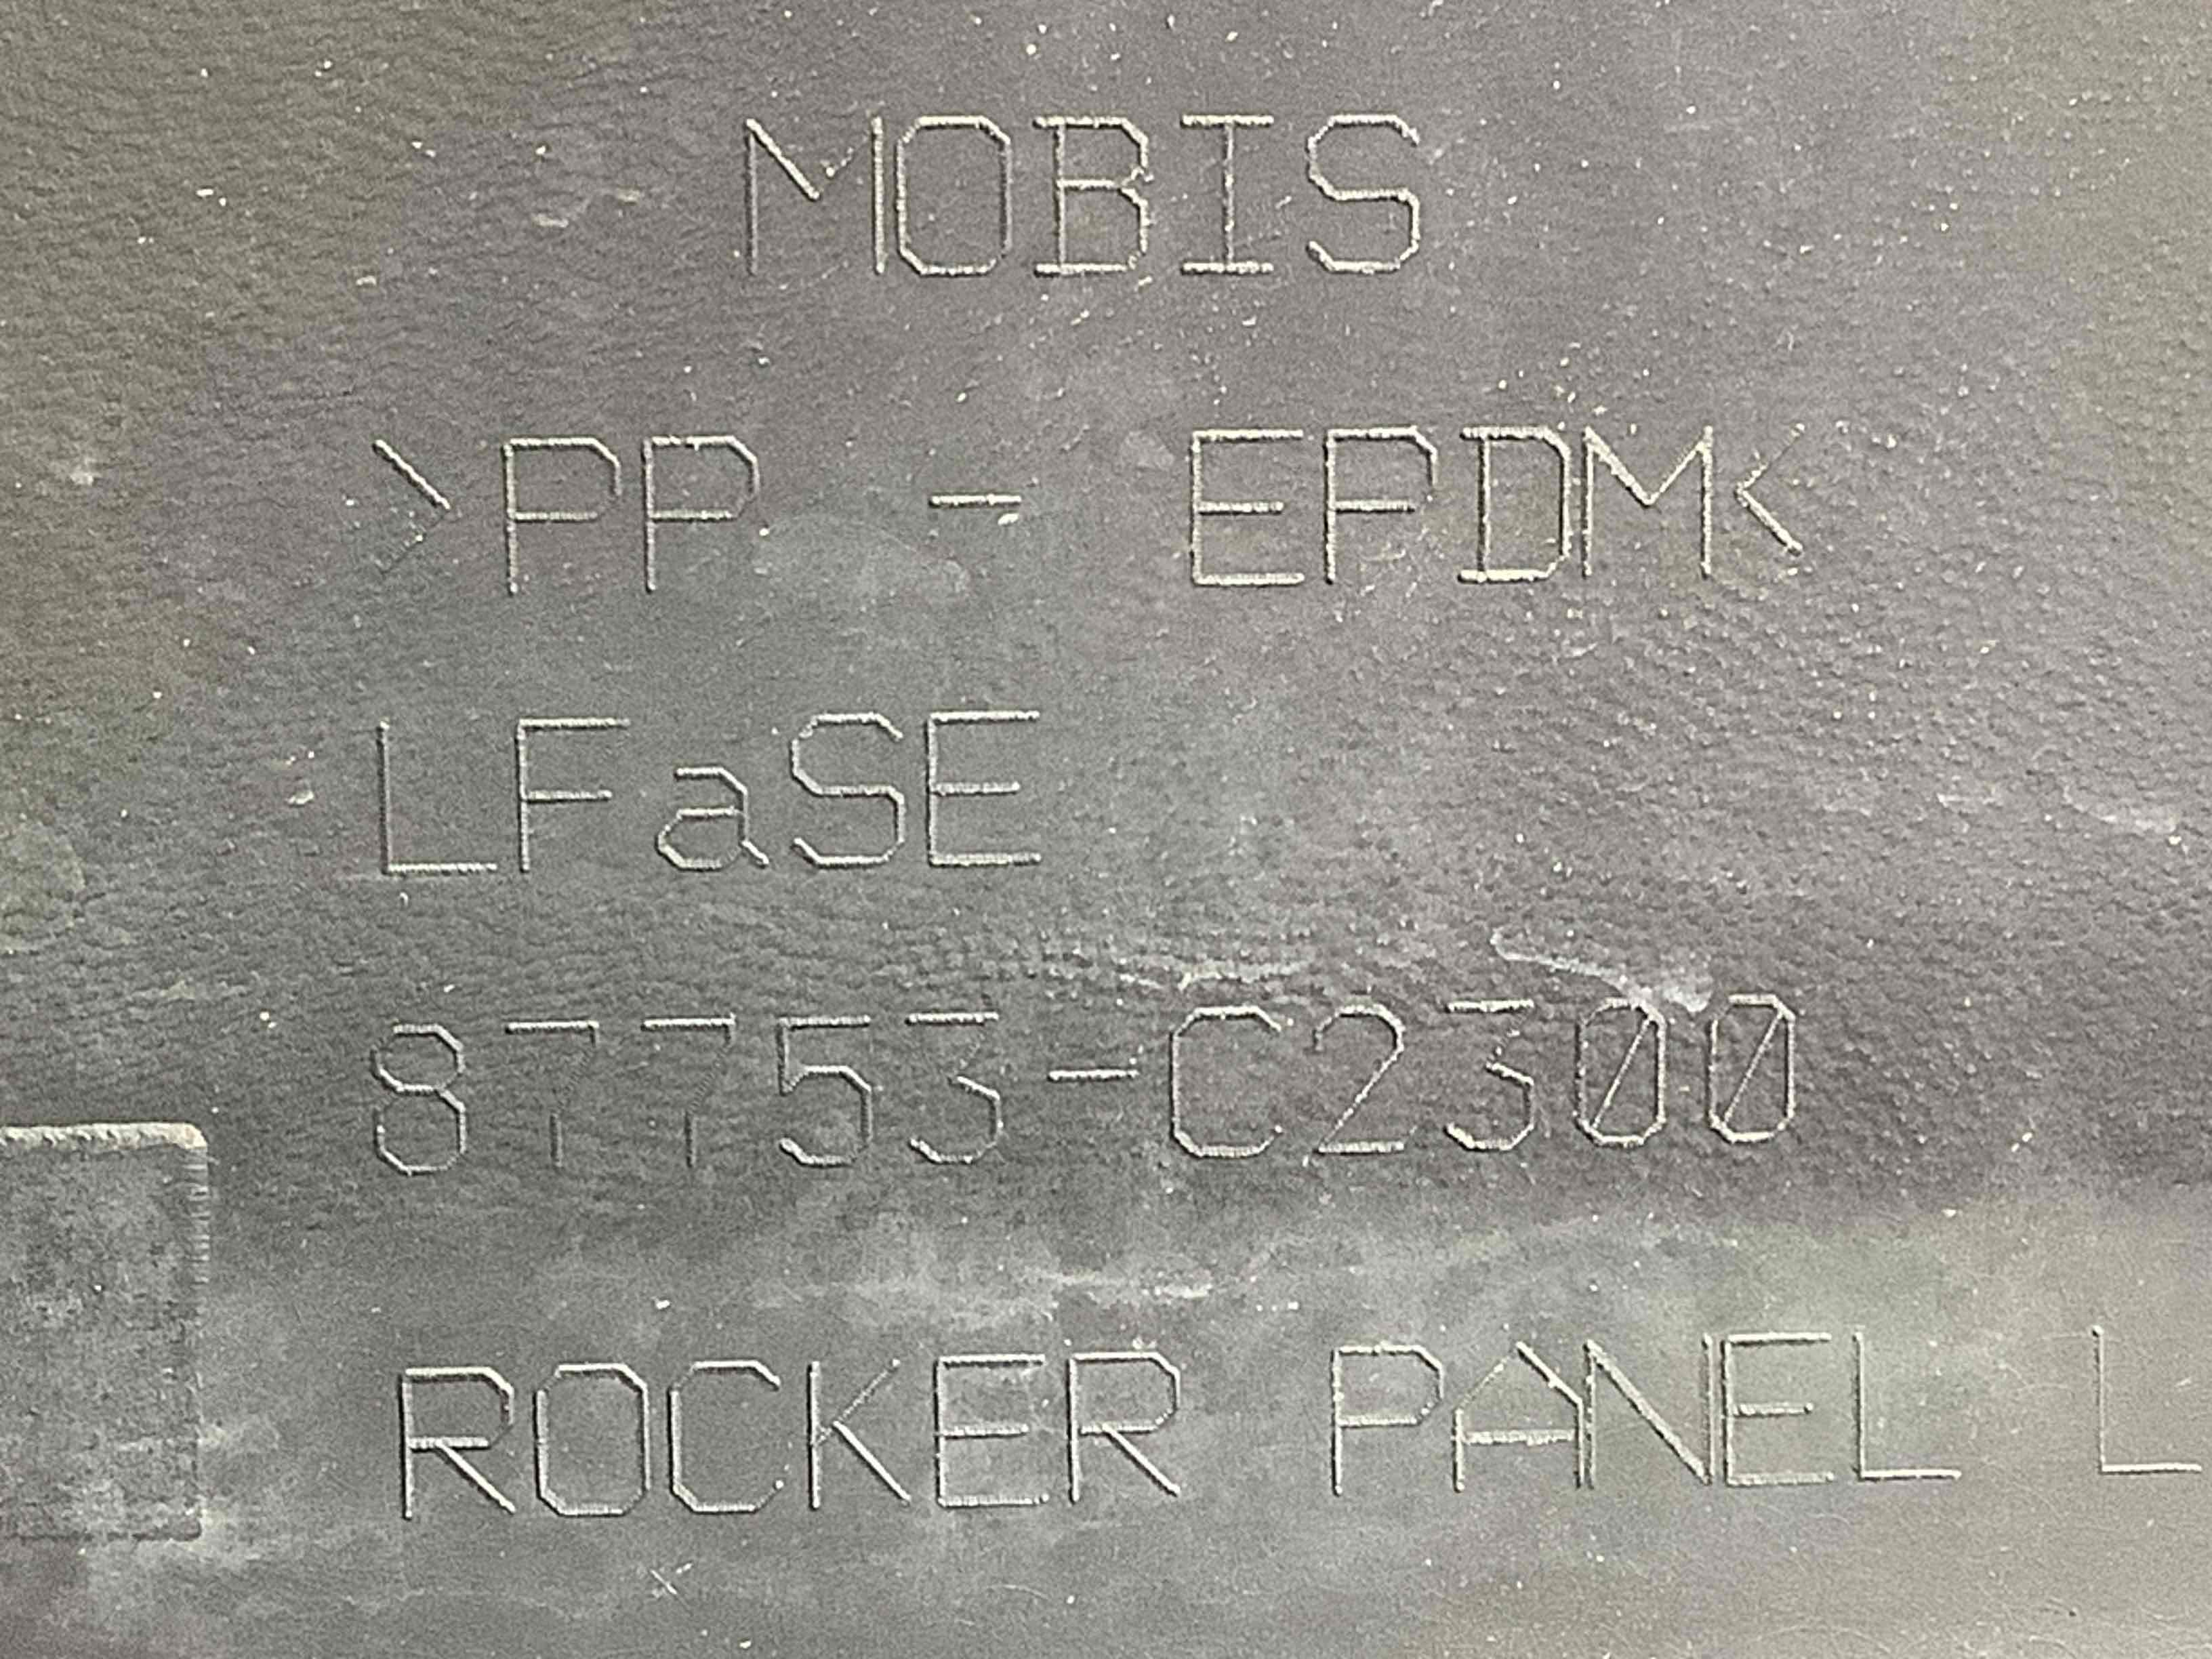 MOBIS
>PP - EPDM<
LFaSE
87753-C2300
ROCKER PANEL L